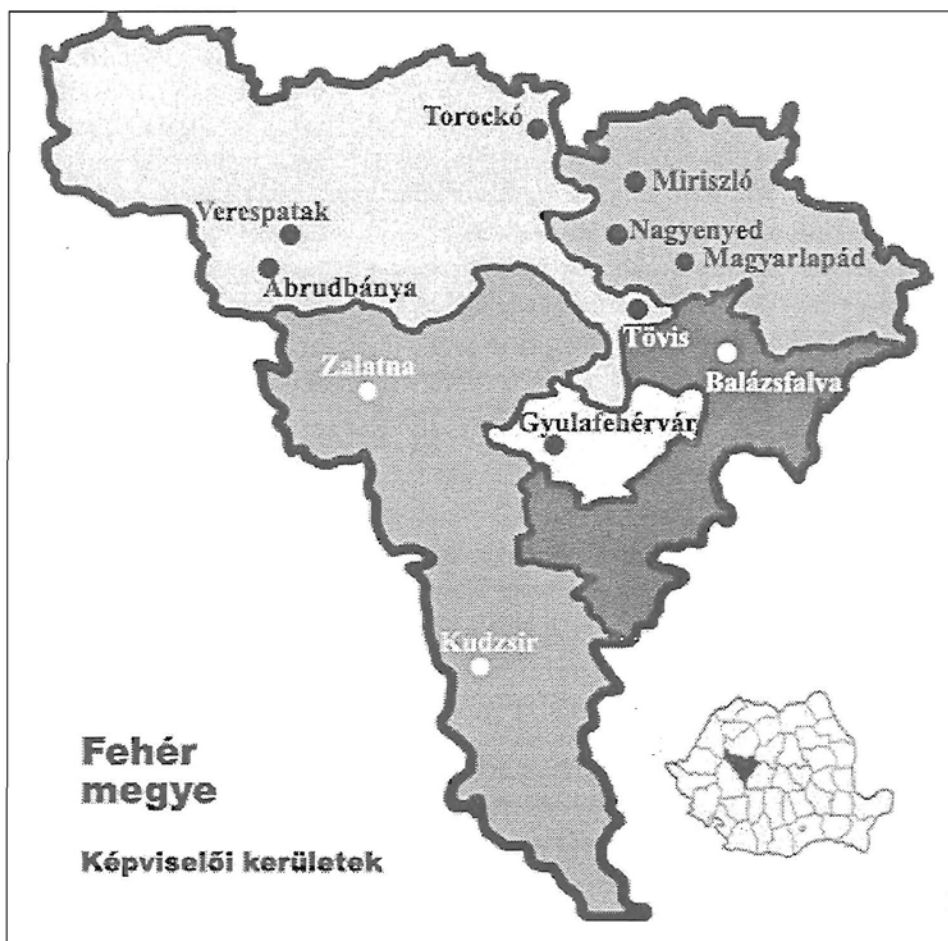 Torockó
Miriszló
Verespatak
Nagyenyed
Magyarlapád
Abrudbánya
Tövis
Zalatna
Balázsfalva
Gyulafehérvár
Kudzsir
Fehér
megye
Képviselői kerületek